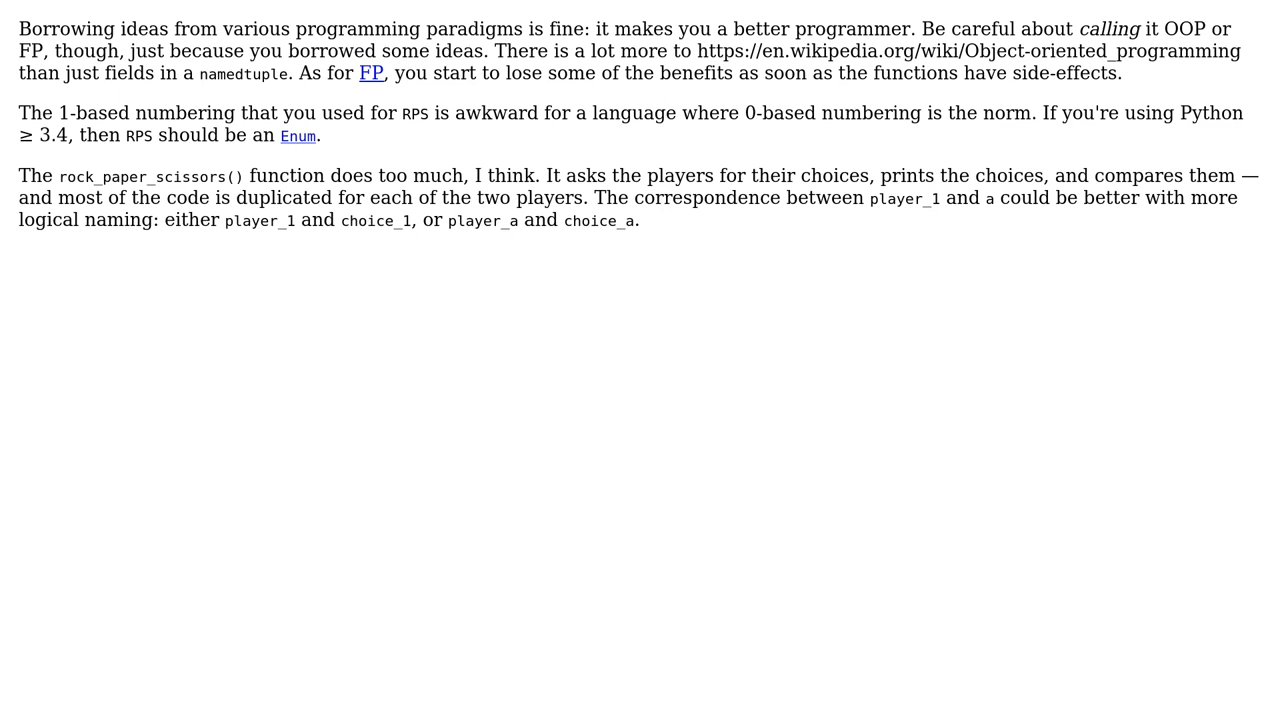 Borrowing ideas from various programming paradigms is fine: it makes you a better programmer. Be careful about calling it OOP or
FP, though, just because you borrowed some ideas. There is a lot more to https://en.wikipedia.org/wiki/Object-oriented_programming
than just fields in a namedtuple. As for FP, you start to lose some of the benefits as soon as the functions have side-effects.
The 1-based numbering that you used for RPS is awkward for a language where 0-based numbering is the norm. If you're using Python
≥ 3.4, then RPS should be an Enum.
The rock_paper_scissors() function does too much, I think. It asks the players for their choices, prints the choices, and compares them —
and most of the code is duplicated for each of the two players. The correspondence between player_1 and a could be better with more
logical naming: either player_1 and choice_1, or player_a and choice_a.